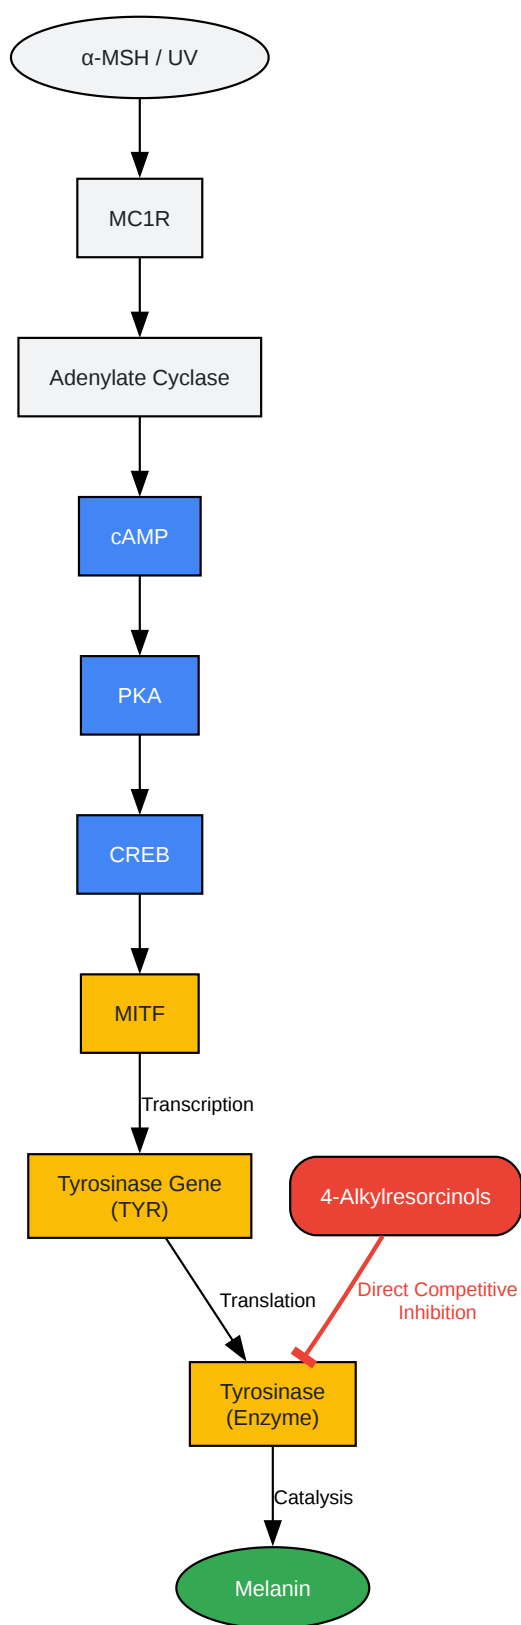 α-MSH / UV
MC1R
Adenylate Cyclase
cAMP
PKA
CREB
MITF
Transcription
Tyrosinase Gene
(TYR)
4-Alkylresorcinols
Translation
Direct Competitive
Inhibition
Tyrosinase
(Enzyme)
Catalysis
Melanin